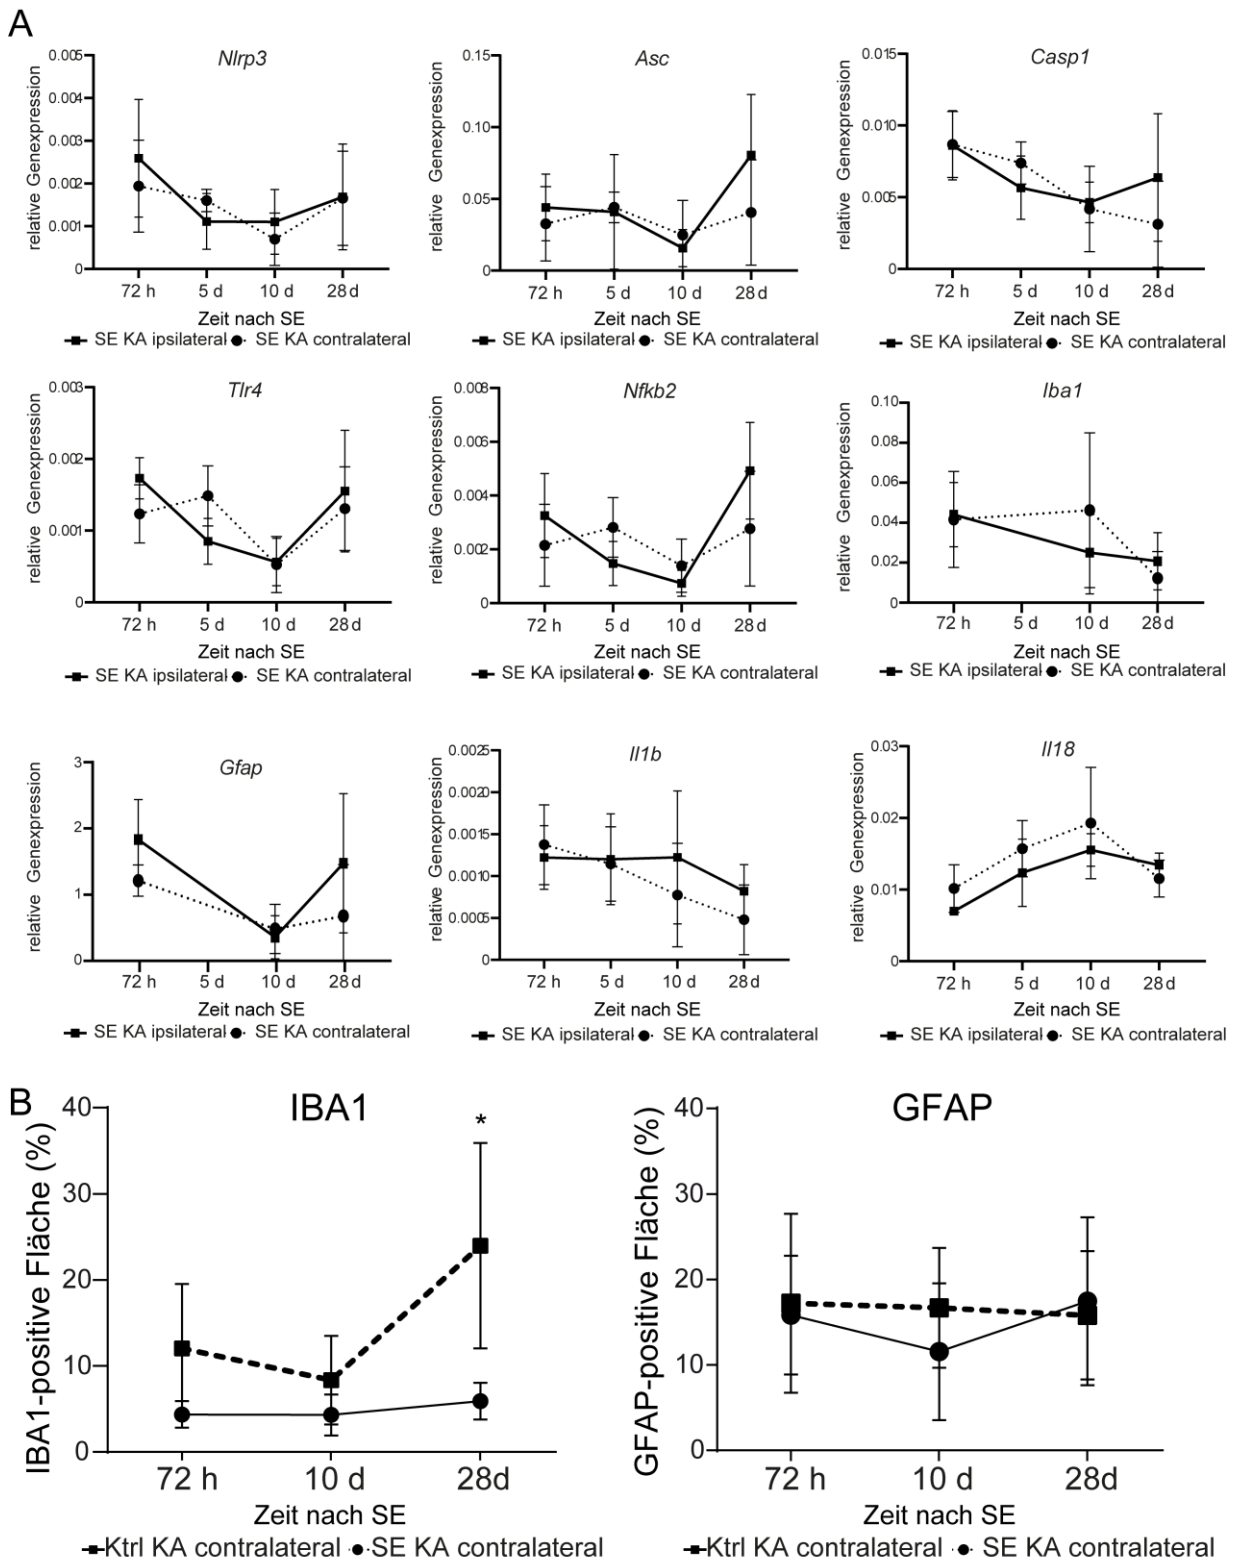 A
Nlrp3
relative Genexpression
0.005
0.004
0.003
0.002
0.001
0
72 h 5 d 10 d 28d
Zeit nach SE
SE KA ipsilateral SE KA contralateral
Asc
relative Genexpression
0.15
0.10
0.05
0
72 h 5 d 10 d 28d
Zeit nach SE
SE KA ipsilateral SE KA contralateral
Casp1
relative Genexpression
0.015
0.010
0.005
0
72 h 5 d 10 d 28d
Zeit nach SE
SE KA ipsilateral SE KA contralateral
Tlr4
relative Genexpression
0.003
0.002
0.001
0
72 h 5 d 10 d 28d
Zeit nach SE
SE KA ipsilateral SE KA contralateral
Nfkb2
relative Genexpression
0.008
0.006
0.004
0.002
0
72 h 5 d 10 d 28d
Zeit nach SE
SE KA ipsilateral SE KA contralateral
Iba1
relative Genexpression
0.10
0.08
0.06
0.04
0.02
0
72 h 5 d 10 d 28d
Zeit nach SE
SE KA ipsilateral SE KA contralateral
Gfap
relative Genexpression
3
2
1
0
72 h 5 d 10 d 28d
Zeit nach SE
SE KA ipsilateral SE KA contralateral
Il1b
relative Genexpression
0.0025
0.0020
0.0015
0.0010
0.0005
0
72 h 5 d 10 d 28d
Zeit nach SE
SE KA ipsilateral SE KA contralateral
Il18
relative Genexpression
0.03
0.02
0.01
0
72 h 5 d 10 d 28d
Zeit nach SE
SE KA ipsilateral SE KA contralateral
B
IBA1
IBA1-positive Fläche (%)
40
30
20
10
0
*
72 h 10 d 28d
Zeit nach SE
Ktrl KA contralateral SE KA contralateral
GFAP
GFAP-positive Fläche (%)
40
30
20
10
0
72 h 10 d 28d
Zeit nach SE
Ktrl KA contralateral SE KA contralateral